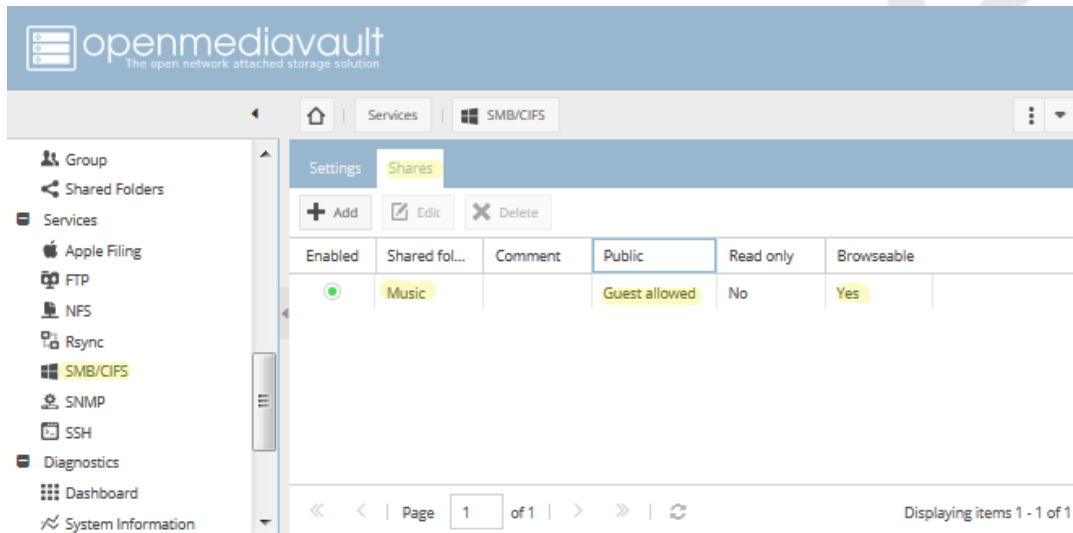 openmediavault
The open network attached storage solution
Services
SMB/CIFS
Group
Shared Folders
Services
Apple Filing
FTP
NFS
Rsync
SMB/CIFS
SNMP
SSH
Diagnostics
Dashboard
System Information
Settings
Shares
Add
Edit
Delete
Enabled Shared fol... Comment Public Read only Browseable
Music Guest allowed No Yes
Page 1 of 1
Displaying items 1 - 1 of 1